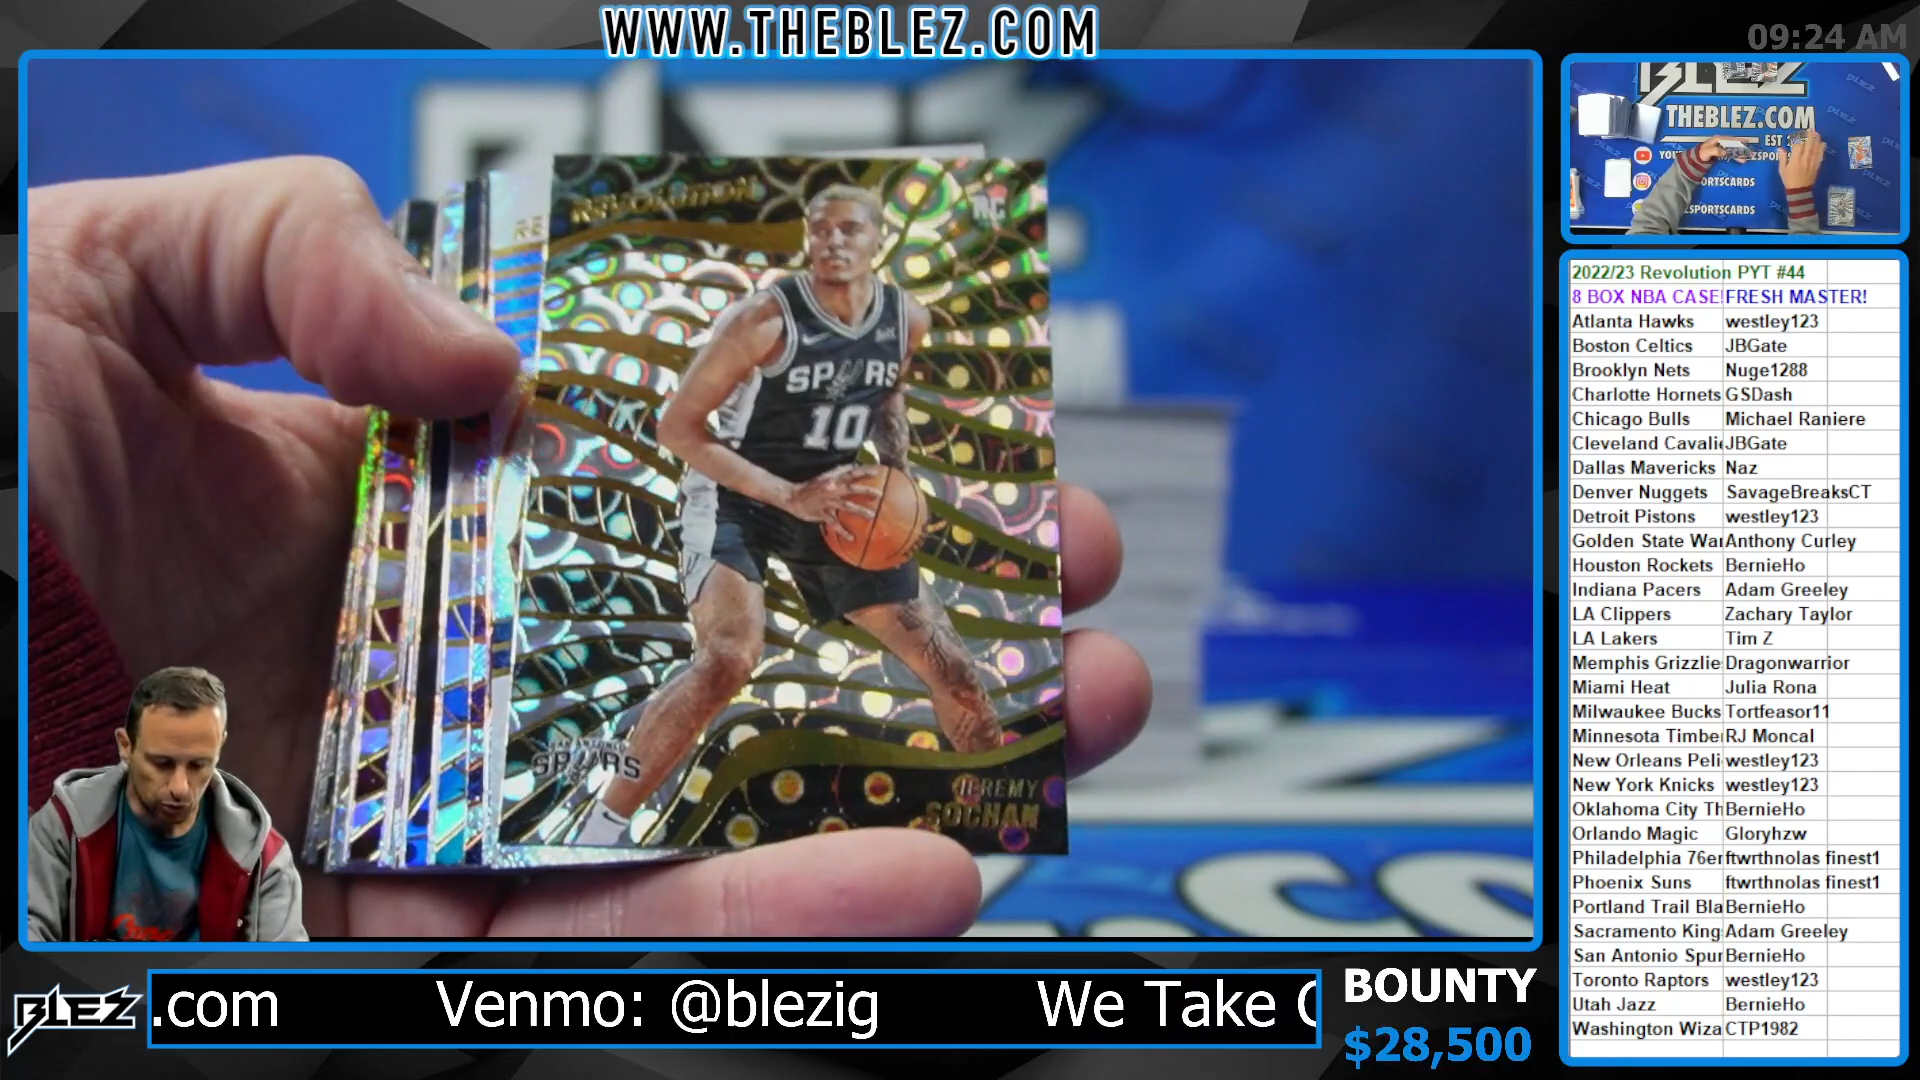 WWW.THEBLEZ.COM
09:24 AM
BLEZ
THEBLEZ.COM
REVOLUTION
RC
SPURS
10
SAN ANTONIO
SPURS
JEREMY
SOCHAN
2022/23 Revolution PYT #44
8 BOX NBA CASE! FRESH MASTER!
Atlanta Hawks westley123
Boston Celtics JBGate
Brooklyn Nets Nuge1288
Charlotte Hornets GSDash
Chicago Bulls Michael Raniere
Cleveland Cavalie JBGate
Dallas Mavericks Naz
Denver Nuggets SavageBreaksCT
Detroit Pistons westley123
Golden State War Anthony Curley
Houston Rockets BernieHo
Indiana Pacers Adam Greeley
LA Clippers Zachary Taylor
LA Lakers Tim Z
Memphis Grizzlie Dragonwarrior
Miami Heat Julia Rona
Milwaukee Bucks Tortfeasor11
Minnesota Timber RJ Moncal
New Orleans Peli westley123
New York Knicks westley123
Oklahoma City Th BernieHo
Orlando Magic Gloryhzw
Philadelphia 76er ftwrthnolas finest1
Phoenix Suns ftwrthnolas finest1
Portland Trail Bla BernieHo
Sacramento King Adam Greeley
San Antonio Spur BernieHo
Toronto Raptors westley123
Utah Jazz BernieHo
Washington Wiza CTP1982
BLEZ
.com Venmo: @blezig We Take
BOUNTY
$28,500